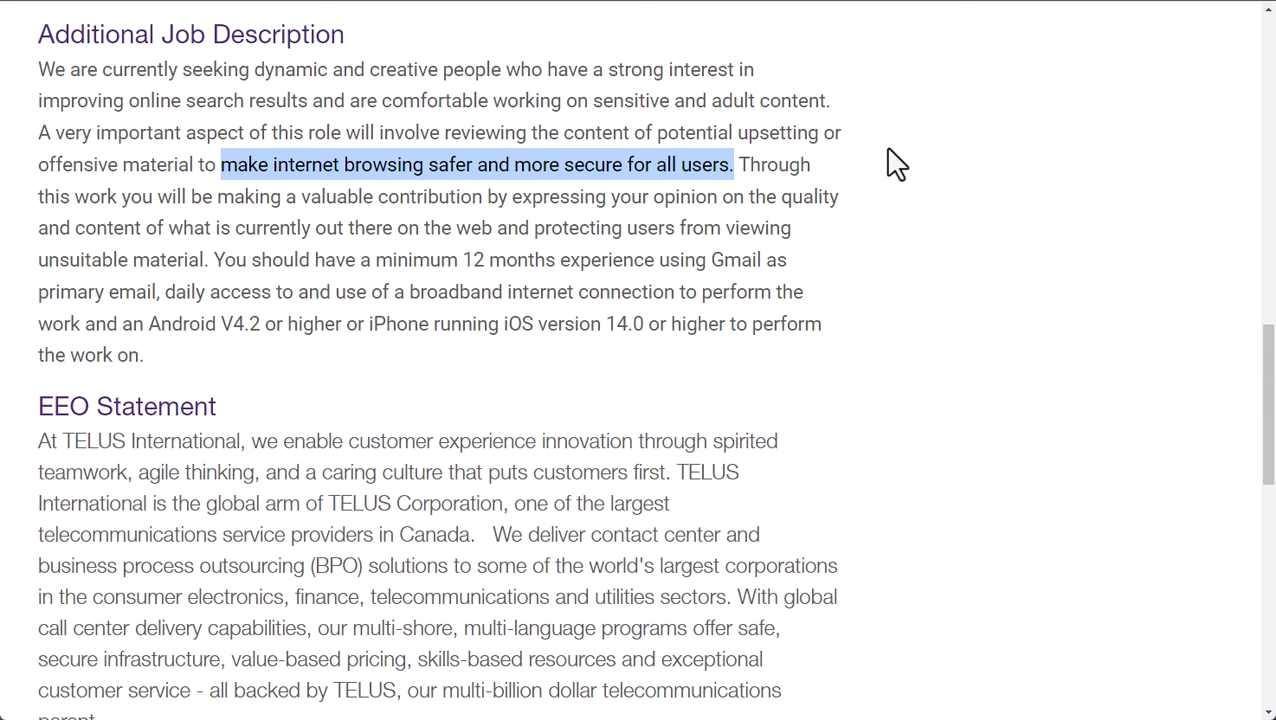 Additional Job Description
We are currently seeking dynamic and creative people who have a strong interest in
improving online search results and are comfortable working on sensitive and adult content.
A very important aspect of this role will involve reviewing the content of potential upsetting or
offensive material to make internet browsing safer and more secure for all users. Through
this work you will be making a valuable contribution by expressing your opinion on the quality
and content of what is currently out there on the web and protecting users from viewing
unsuitable material. You should have a minimum 12 months experience using Gmail as
primary email, daily access to and use of a broadband internet connection to perform the
work and an Android V4.2 or higher or iPhone running iOS version 14.0 or higher to perform
the work on.
EEO Statement
At TELUS International, we enable customer experience innovation through spirited
teamwork, agile thinking, and a caring culture that puts customers first. TELUS
International is the global arm of TELUS Corporation, one of the largest
telecommunications service providers in Canada. We deliver contact center and
business process outsourcing (BPO) solutions to some of the world's largest corporations
in the consumer electronics, finance, telecommunications and utilities sectors. With global
call center delivery capabilities, our multi-shore, multi-language programs offer safe,
secure infrastructure, value-based pricing, skills-based resources and exceptional
customer service - all backed by TELUS, our multi-billion dollar telecommunications
parent.